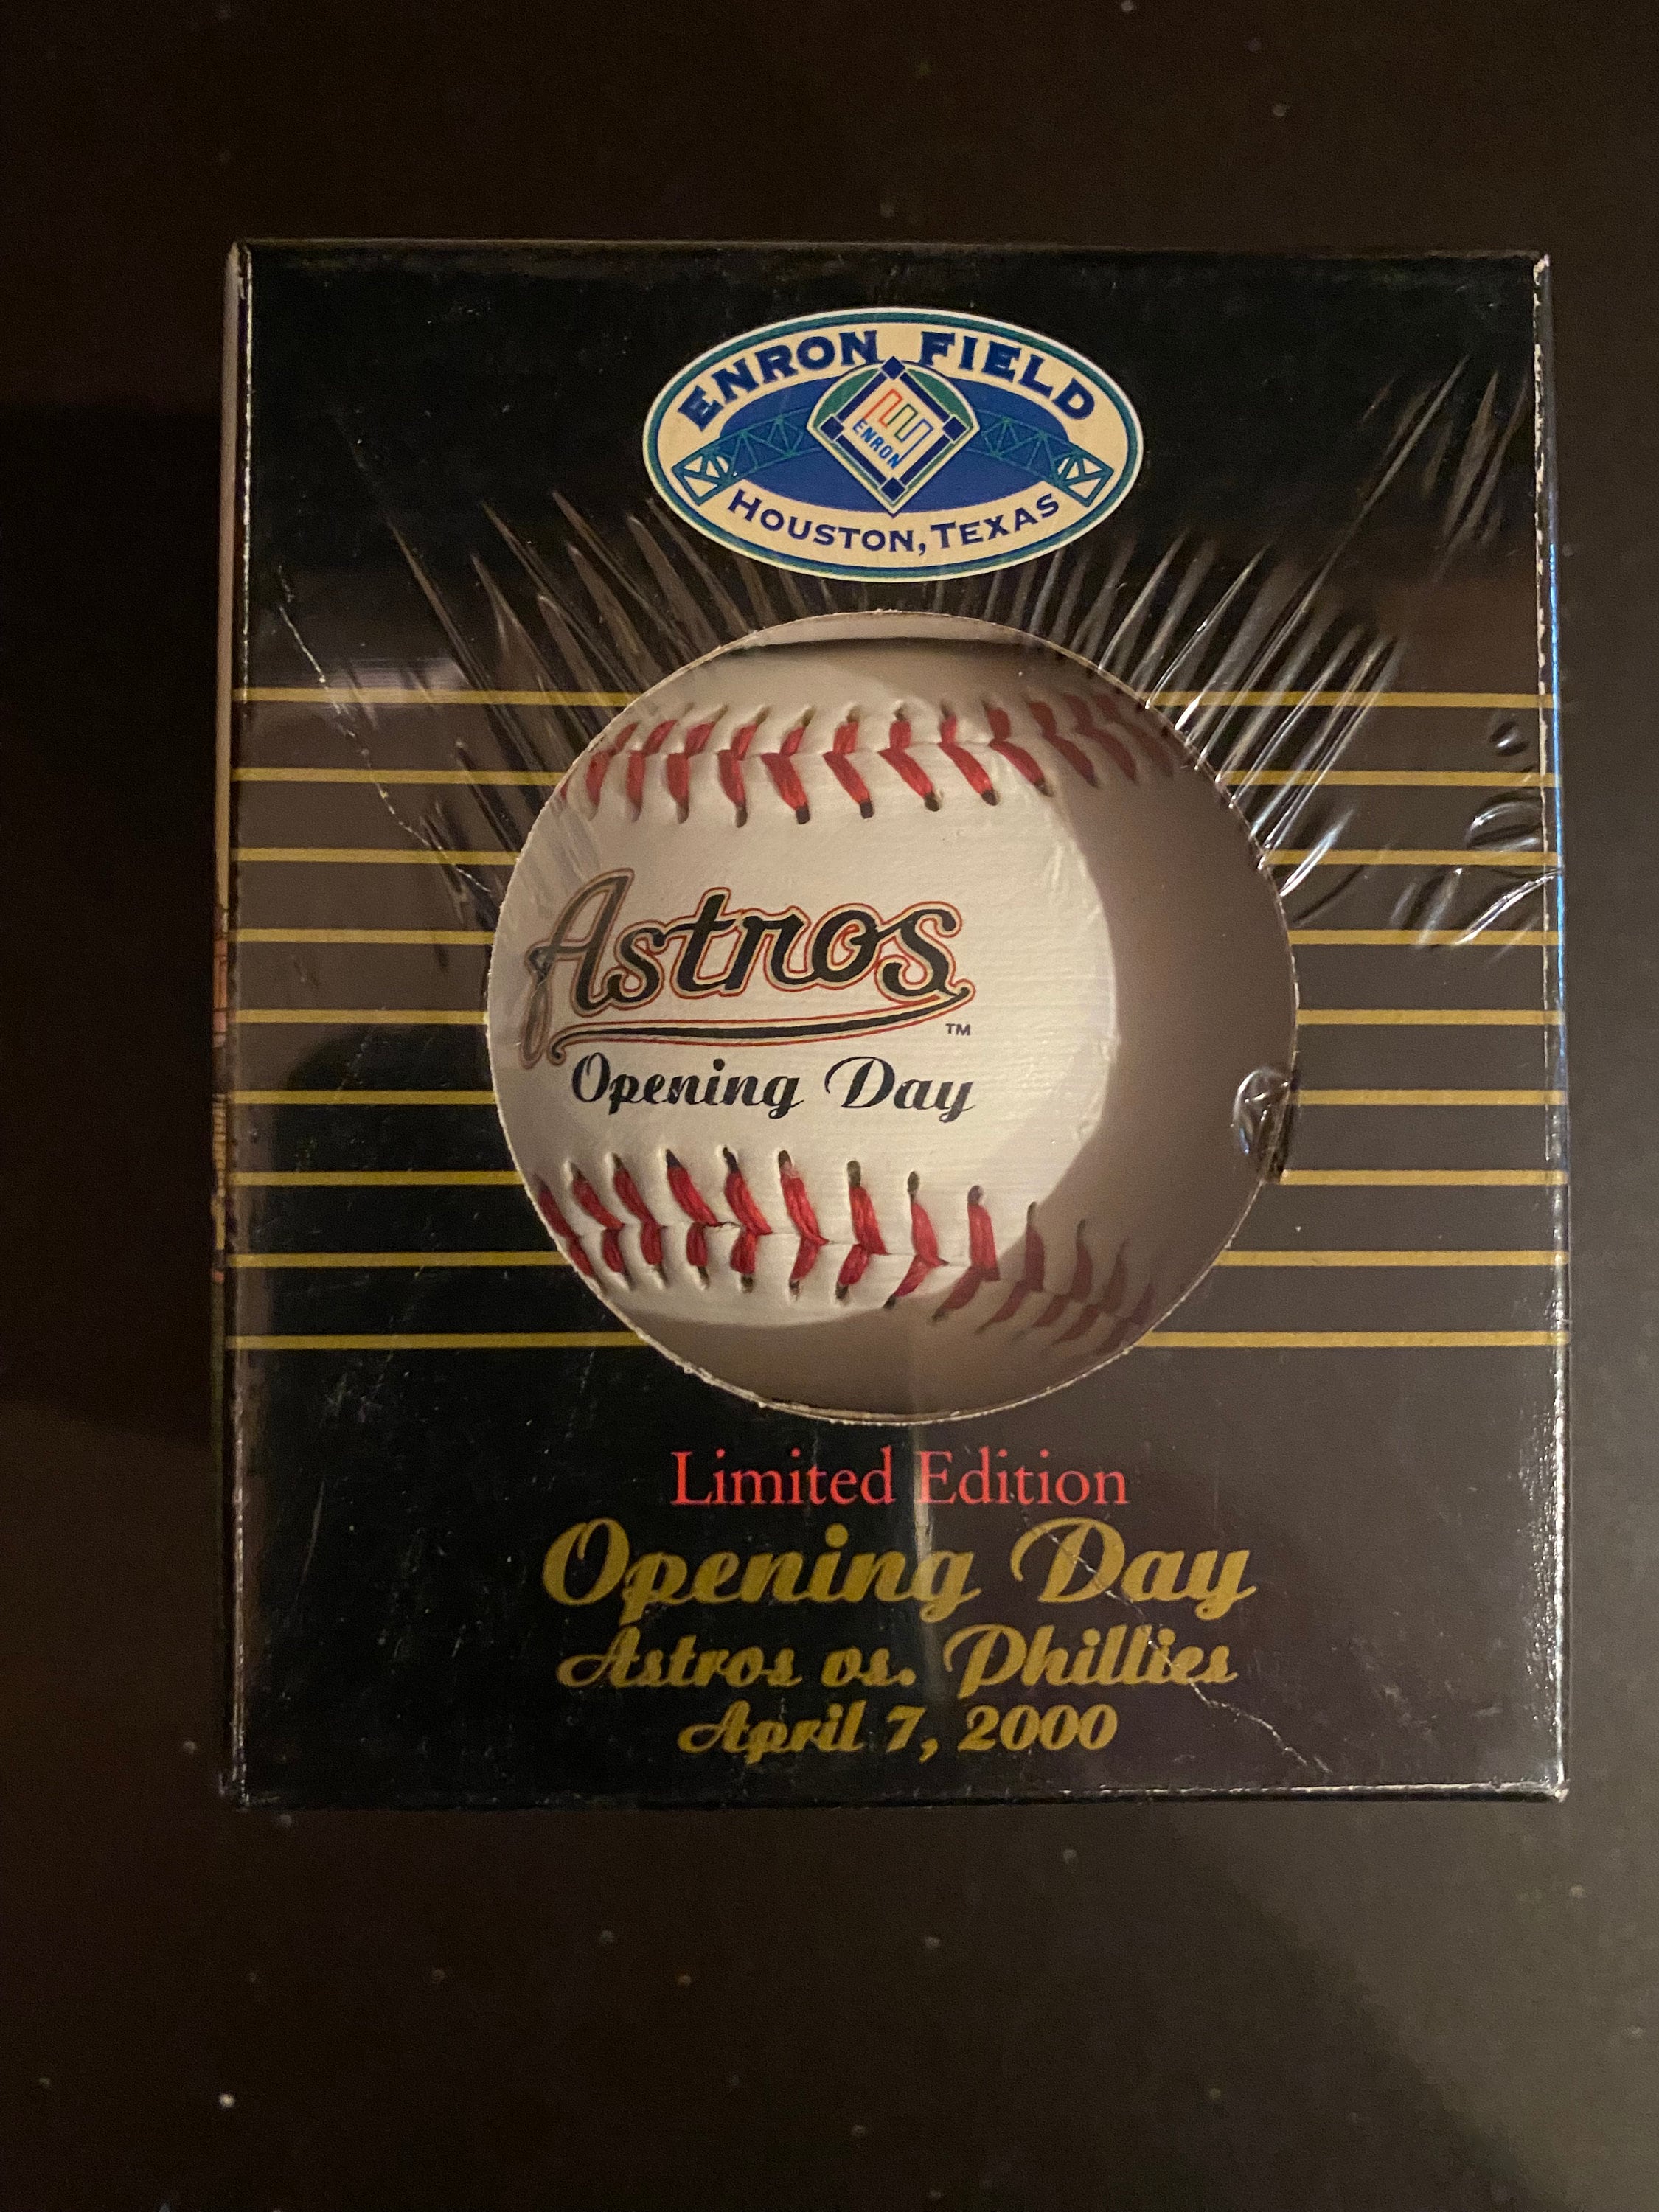 ENRON FIELD
ENRON
HOUSTON, TEXAS
Astros
TM
Opening Day
Limited Edition
Opening Day
Astros vs. Phillies
April 7, 2000